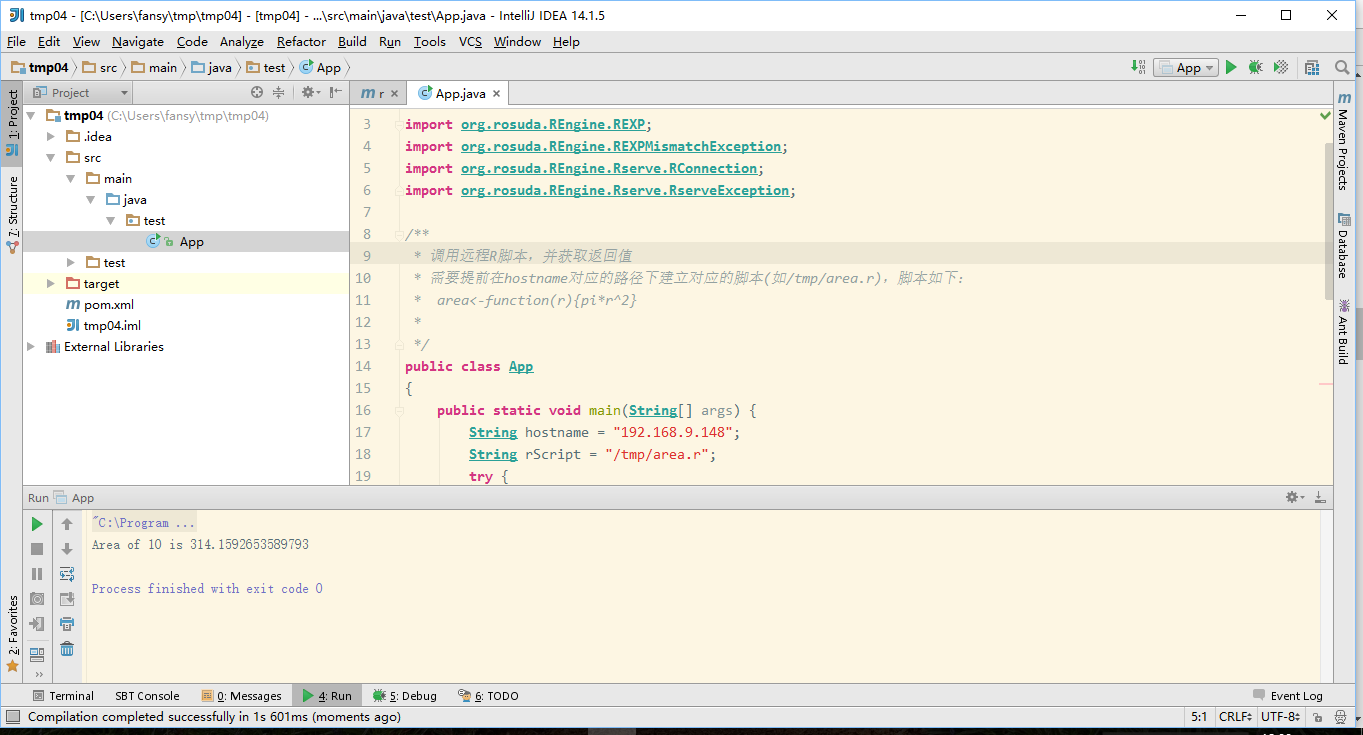 tmp04 - [C:\Users\fansy\tmp\tmp04] - [tmp04] - ...\src\main\java\test\App.java - IntelliJ IDEA 14.1.5
File Edit View Navigate Code Analyze Refactor Build Run Tools VCS Window Help
tmp04 src main java test App App
Project
m r App.java
1: Project
7: Structure
2: Favorites
tmp04 (C:\Users\fansy\tmp\tmp04)
.idea
src
main
java
test
App
test
target
pom.xml
tmp04.iml
External Libraries
3 import org.rosuda.REngine.REXP;
4 import org.rosuda.REngine.REXPMismatchException;
5 import org.rosuda.REngine.Rserve.RConnection;
6 import org.rosuda.REngine.Rserve.RserveException;
7
8 /**
9 * 调用远程R脚本，并获取返回值
10 * 需要提前在hostname对应的路径下建立对应的脚本(如/tmp/area.r)，脚本如下：
11 * area<-function(r){pi*r^2}
12 *
13 */
14 public class App
15 {
16 public static void main(String[] args) {
17 String hostname = "192.168.9.148";
18 String rScript = "/tmp/area.r";
19 try {
Maven Projects
Database
Ant Build
Run App
"C:\Program ...
Area of 10 is 314.1592653589793
Process finished with exit code 0
Terminal SBT Console 0: Messages 4: Run 5: Debug 6: TODO Event Log
Compilation completed successfully in 1s 601ms (moments ago) 5:1 CRLF UTF-8